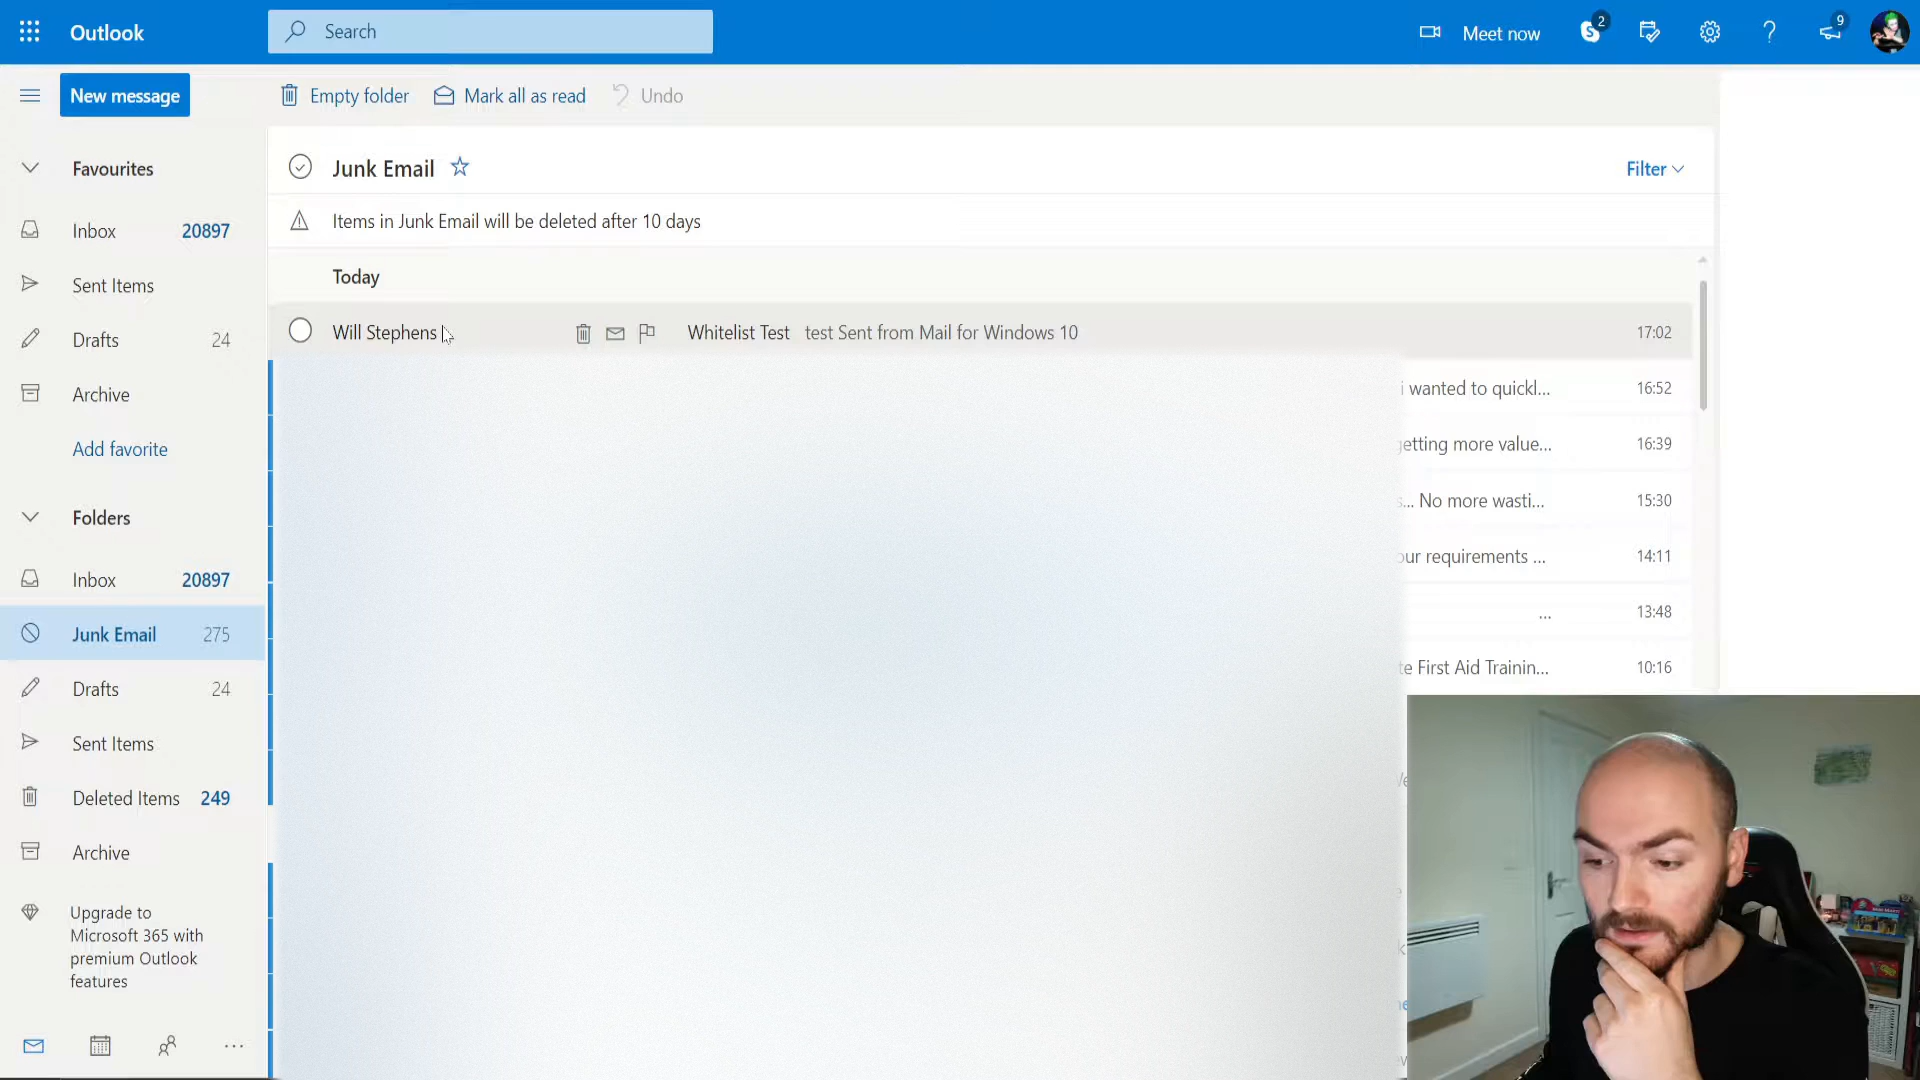 Outlook
Search
Meet now
2
9
New message
Empty folder
Mark all as read
Undo
Favourites
Inbox 20897
Sent Items
Drafts 24
Archive
Add favorite
Folders
Inbox 20897
Junk Email 275
Drafts 24
Sent Items
Deleted Items 249
Archive
Upgrade to
Microsoft 365 with
premium Outlook
features
Junk Email
Filter
Items in Junk Email will be deleted after 10 days
Today
Will Stephens Whitelist Test test Sent from Mail for Windows 10 17:02
i wanted to quickl... 16:52
getting more value... 16:39
... No more wasti... 15:30
our requirements ... 14:11
... 13:48
First Aid Trainin... 10:16